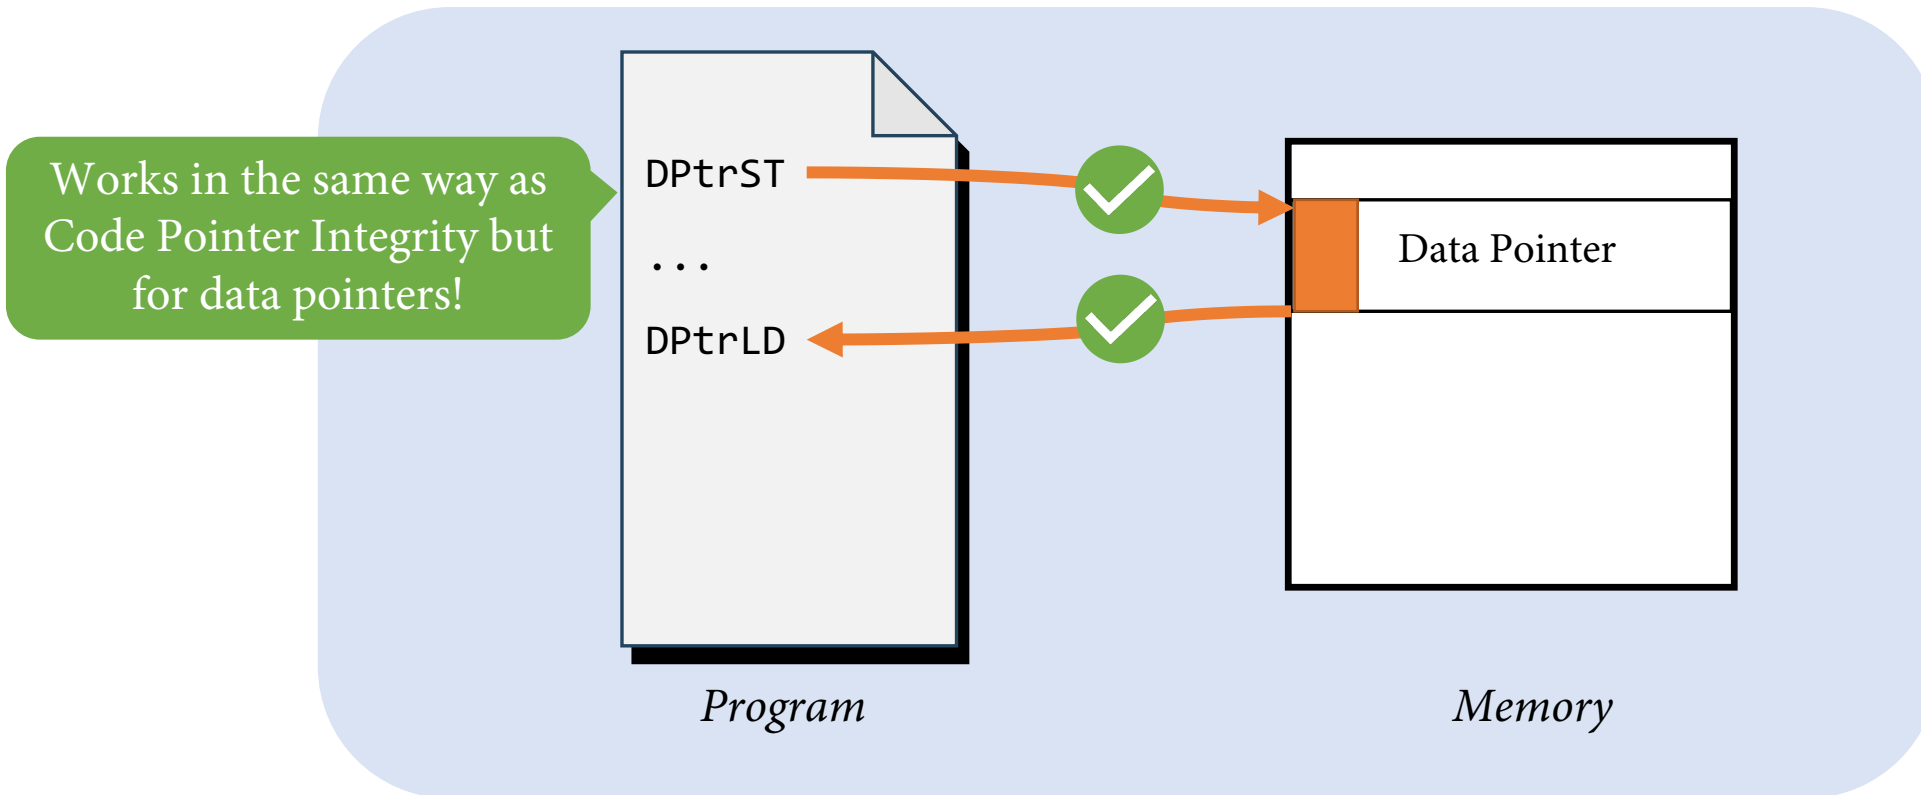 Works in the same way as
Code Pointer Integrity but
for data pointers!
DPtrST
...
DPtrLD
Data Pointer
Program
Memory